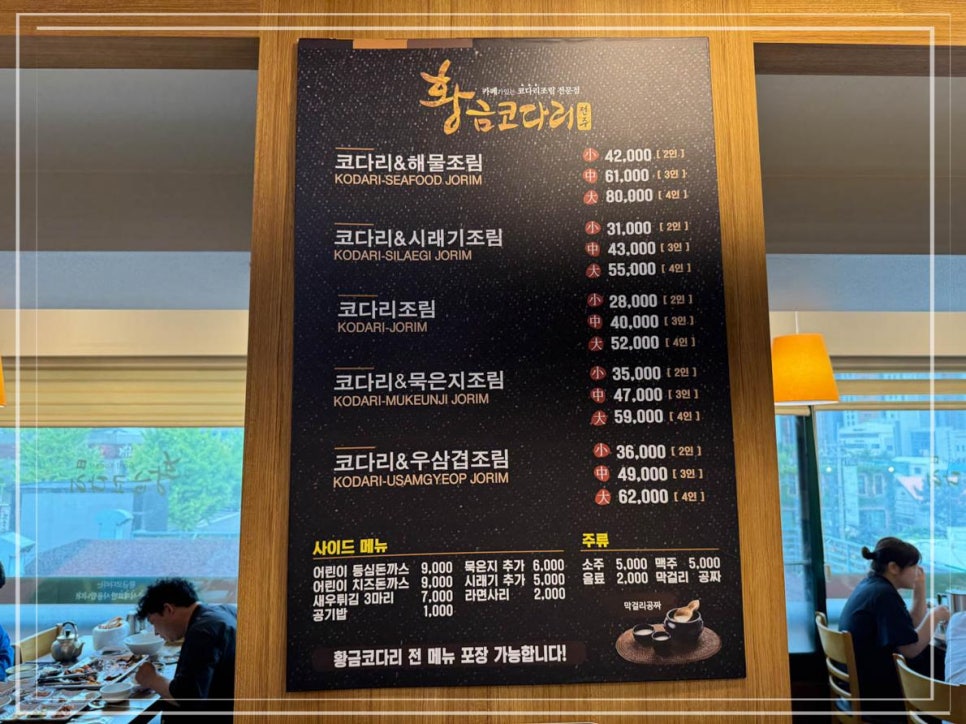 카페가있는 코다리조림 전문점
황금코다리 전주
코다리&해물조림
KODARI-SEAFOOD JORIM
小 42,000 [2인]
中 61,000 [3인]
大 80,000 [4인]
코다리&시래기조림
KODARI-SILAEGI JORIM
小 31,000 [2인]
中 43,000 [3인]
大 55,000 [4인]
코다리조림
KODARI-JORIM
小 28,000 [2인]
中 40,000 [3인]
大 52,000 [4인]
코다리&묵은지조림
KODARI-MUKEUNJI JORIM
小 35,000 [2인]
中 47,000 [3인]
大 59,000 [4인]
코다리&우삼겹조림
KODARI-USAMGYEOP JORIM
小 36,000 [2인]
中 49,000 [3인]
大 62,000 [4인]
사이드 메뉴
어린이 등심돈까스 9,000 묵은지 추가 6,000
어린이 치즈돈까스 9,000 시래기 추가 5,000
새우튀김 3마리 7,000 라면사리 2,000
공기밥 1,000
주류
소주 5,000 맥주 5,000
음료 2,000 막걸리 공짜
막걸리공짜
황금코다리 전 메뉴 포장 가능합니다!